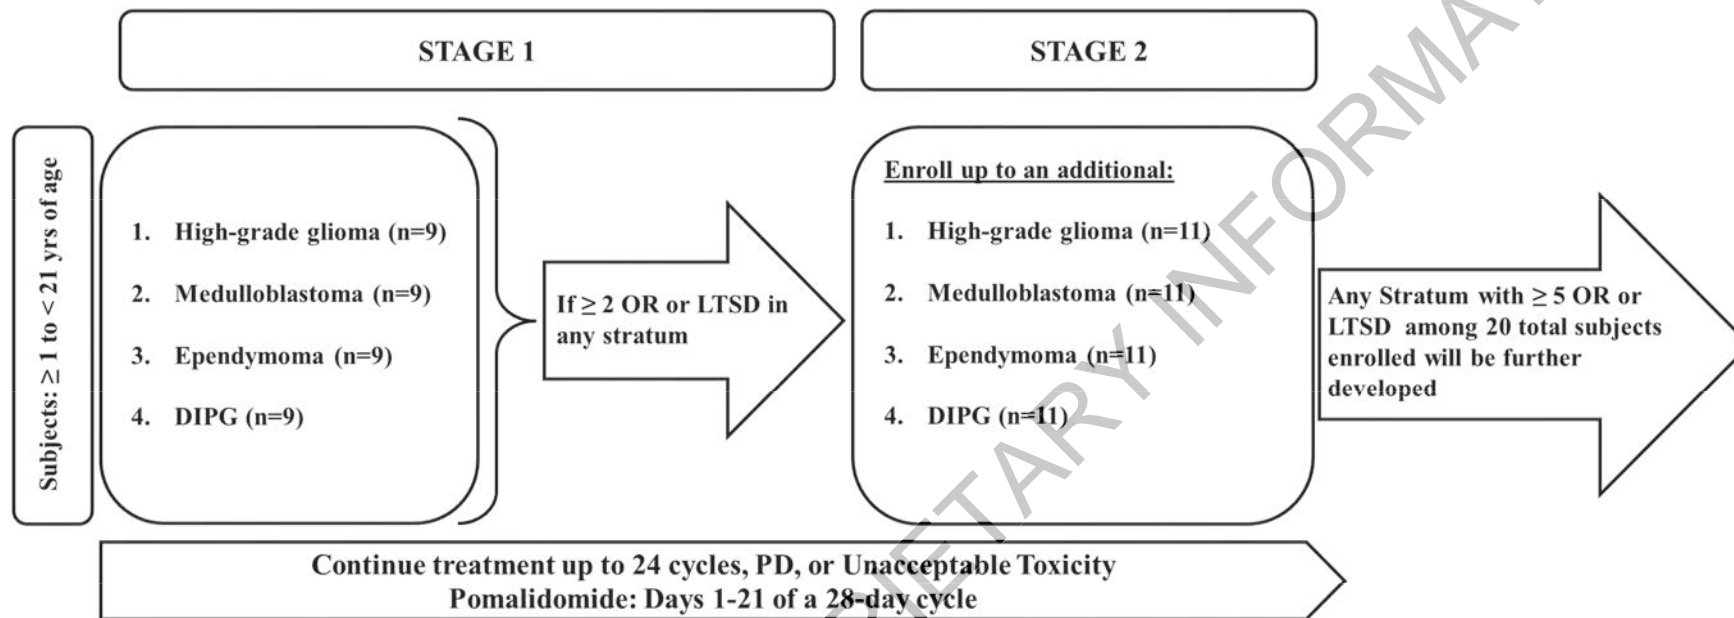 STAGE 1
STAGE 2
Subjects: ≥ 1 to < 21 yrs of age
1. High-grade glioma (n=9)
2. Medulloblastoma (n=9)
3. Ependymoma (n=9)
4. DIPG (n=9)
If ≥ 2 OR or LTSD in
any stratum
Enroll up to an additional:
1. High-grade glioma (n=11)
2. Medulloblastoma (n=11)
3. Ependymoma (n=11)
4. DIPG (n=11)
Any Stratum with ≥ 5 OR or
LTSD among 20 total subjects
enrolled will be further
developed
Continue treatment up to 24 cycles, PD, or Unacceptable Toxicity
Pomalidomide: Days 1-21 of a 28-day cycle